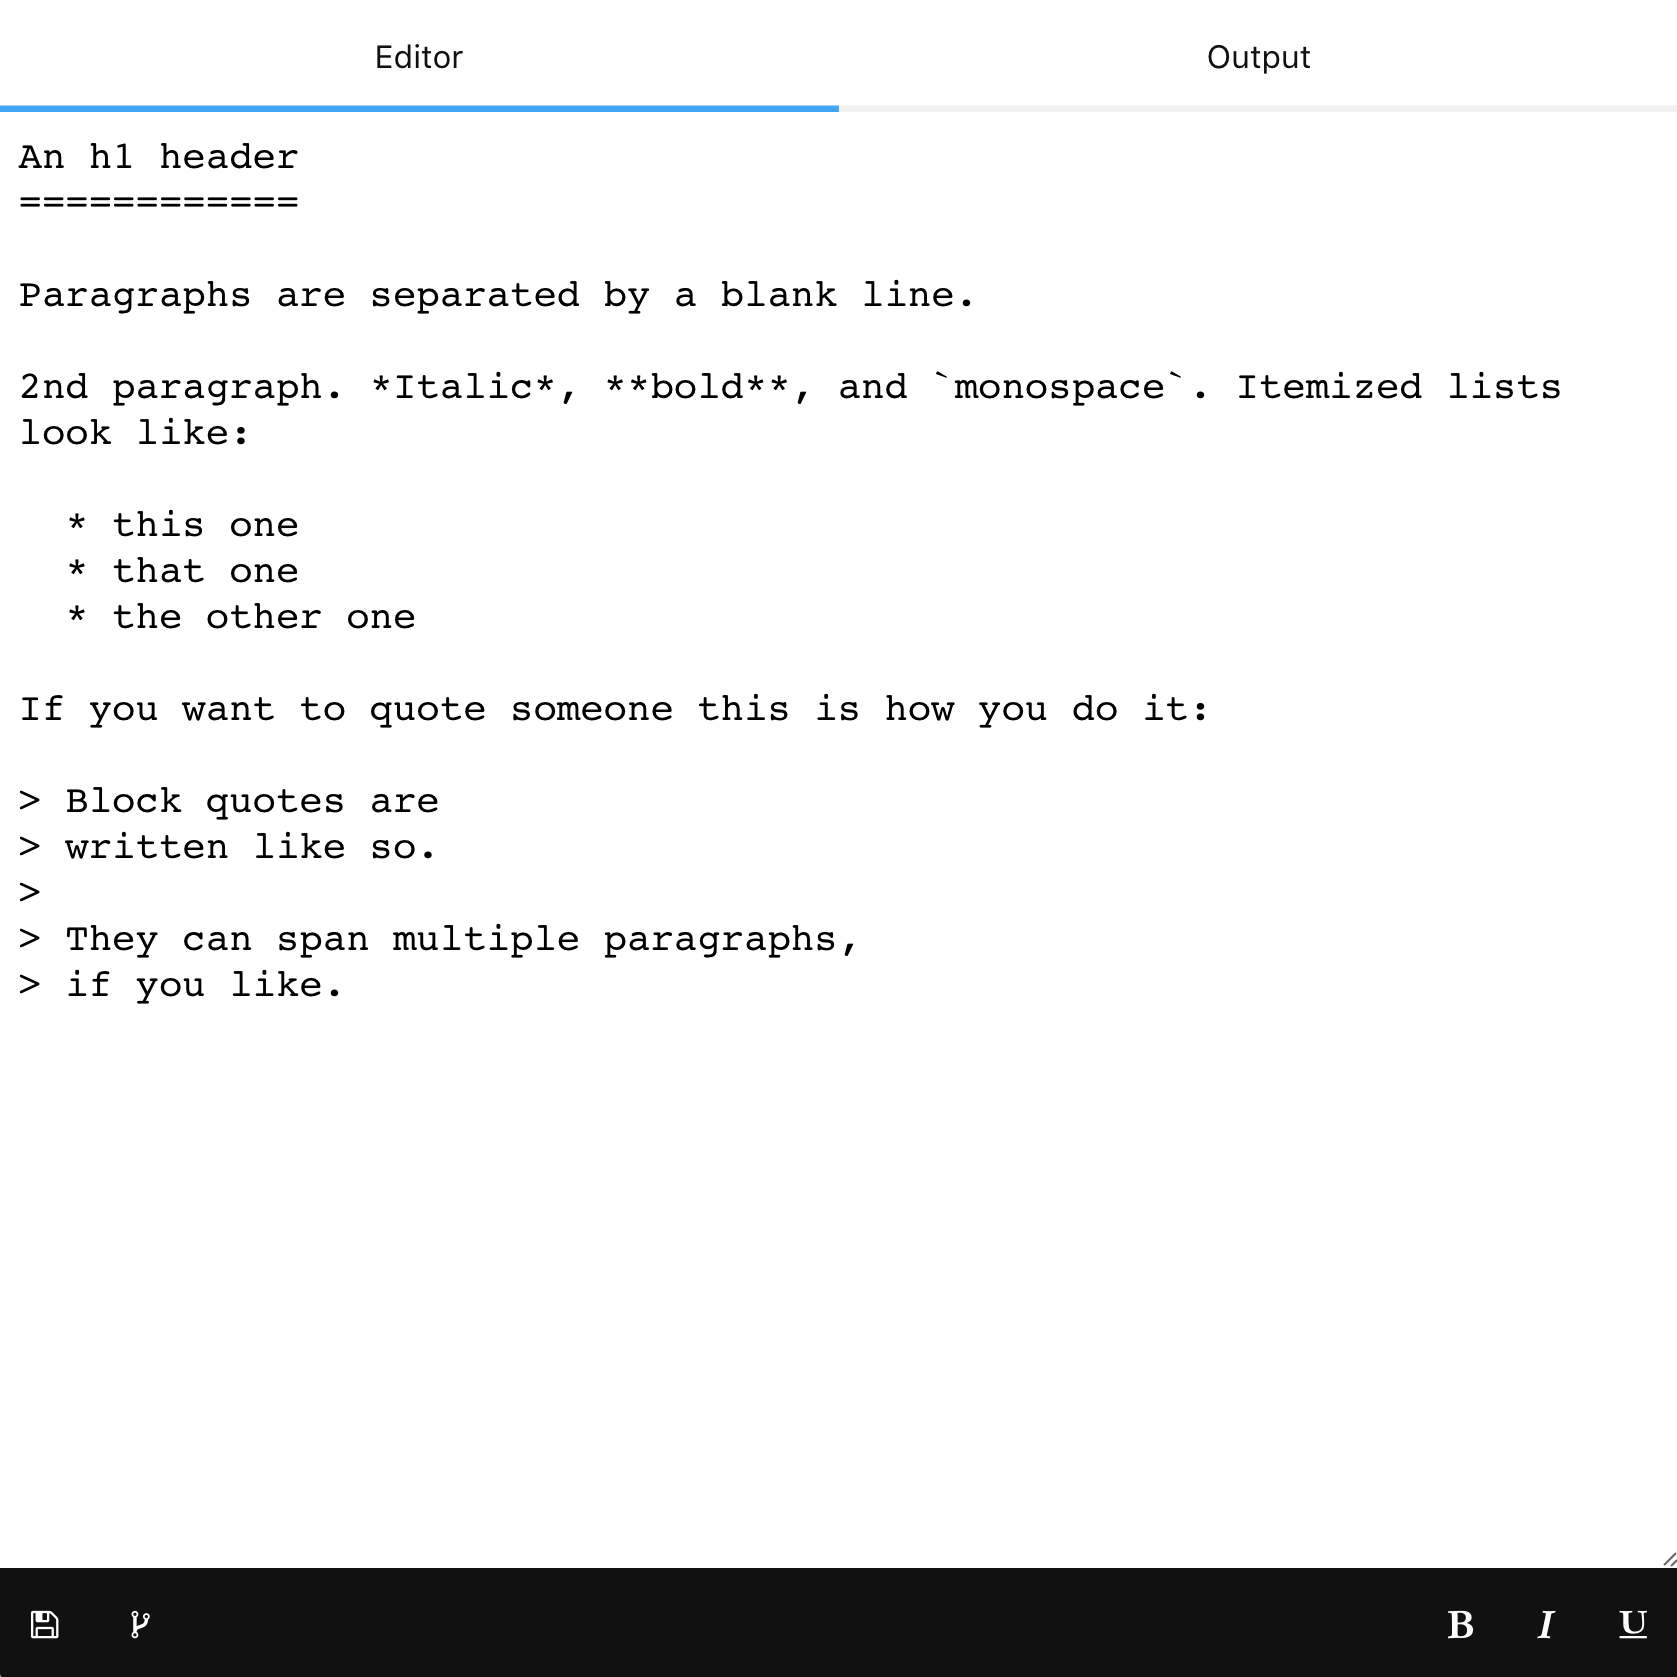 Editor
Output
An h1 header
============
Paragraphs are separated by a blank line.
2nd paragraph. *Italic*, **bold**, and `monospace`. Itemized lists
look like:
  * this one
  * that one
  * the other one
If you want to quote someone this is how you do it:
> Block quotes are
> written like so.
>
> They can span multiple paragraphs,
> if you like.
B
I
U